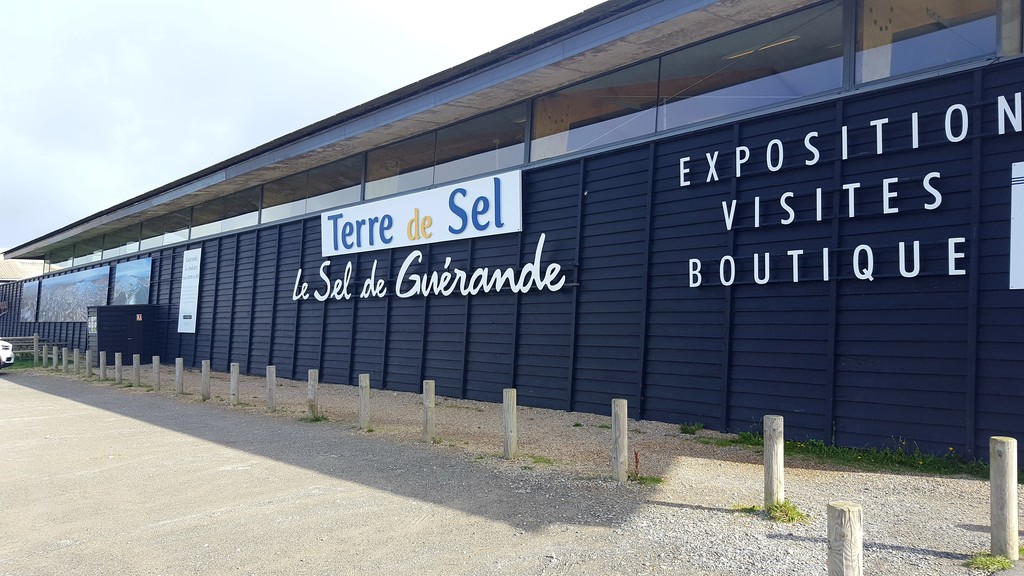 Terre de Sel
Le Sel de Guérande
EXPOSITION
VISITES
BOUTIQUE